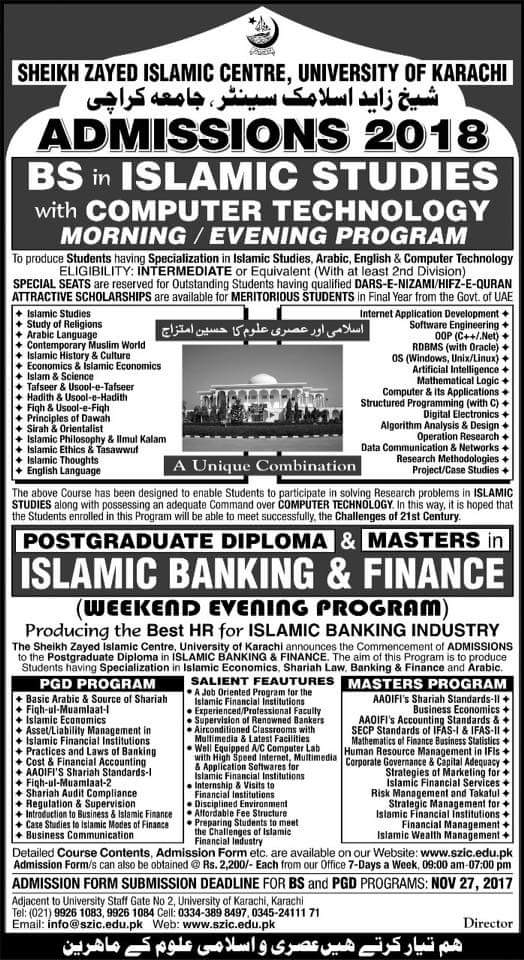 SHEIKH ZAYED ISLAMIC CENTRE, UNIVERSITY OF KARACHI
شیخ زاید اسلامک سینٹر، جامعہ کراچی
ADMISSIONS 2018
BS in ISLAMIC STUDIES
with COMPUTER TECHNOLOGY
MORNING / EVENING PROGRAM
To produce Students having Specialization in Islamic Studies, Arabic, English & Computer Technology
ELIGIBILITY: INTERMEDIATE or Equivalent (With at least 2nd Division)
SPECIAL SEATS are reserved for Outstanding Students having qualified DARS-E-NIZAMI/HIFZ-E-QURAN
ATTRACTIVE SCHOLARSHIPS are available for MERITORIOUS STUDENTS in Final Year from the Govt. of UAE
Islamic Studies
Study of Religions
Arabic Language
Contemporary Muslim World
Islamic History & Culture
Economics & Islamic Economics
Islam & Science
Tafseer & Usool-e-Tafseer
Hadith & Usool-e-Hadith
Fiqh & Usool-e-Fiqh
Principles of Dawah
Sirah & Orientalist
Islamic Philosophy & Ilmul Kalam
Islamic Ethics & Tasawwuf
Islamic Thoughts
English Language
اسلامی اور عصری علوم کا حسین امتزاج
A Unique Combination
Internet Application Development
Software Engineering
OOP (C++/.Net)
RDBMS (with Oracle)
OS (Windows, Unix/Linux)
Artificial Intelligence
Mathematical Logic
Computer & its Applications
Structured Programming (with C)
Digital Electronics
Algorithm Analysis & Design
Operation Research
Data Communication & Networks
Research Methodologies
Project/Case Studies
The above Course has been designed to enable Students to participate in solving Research problems in ISLAMIC
STUDIES along with possessing an adequate Command over COMPUTER TECHNOLOGY. In this way, it is hoped that
the Students enrolled in this Program will be able to meet successfully, the Challenges of 21st Century.
POSTGRADUATE DIPLOMA & MASTERS in
ISLAMIC BANKING & FINANCE
(WEEKEND EVENING PROGRAM)
Producing the Best HR for ISLAMIC BANKING INDUSTRY
The Sheikh Zayed Islamic Centre, University of Karachi announces the Commencement of ADMISSIONS
to the Postgraduate Diploma in ISLAMIC BANKING & FINANCE. The aim of this Program is to produce
Students having Specialization in Islamic Economics, Shariah Law, Banking & Finance and Arabic.
PGD PROGRAM
Basic Arabic & Source of Shariah
Fiqh-ul-Muamlaat-I
Islamic Economics
Asset/Liability Management in
Islamic Financial Institutions
Practices and Laws of Banking
Cost & Financial Accounting
AAOIFI'S Shariah Standards-I
Fiqh-ul-Muamlaat-2
Shariah Audit Compliance
Regulation & Supervision
Introduction to Business & Islamic Finance
Case Studies to Islamic Modes of Finance
Business Communication
SALIENT FEAUTURES
A Job Oriented Program for the
Islamic Financial Institutions
Experienced/Professional Faculty
Supervision of Renowned Bankers
Airconditioned Classrooms with
Multimedia & Latest Facilities
Well Equipped A/C Computer Lab
with High Speed Internet, Multimedia
& Application Softwares for
Islamic Financial Institutions
Internship & Visits to
Financial Institutions
Disciplined Environment
Affordable Fee Structure
Preparing Students to meet
the Challenges of Islamic
Financial Industry
MASTERS PROGRAM
AAOIFI's Shariah Standards-II
Business Economics
AAOIFI's Accounting Standards &
SECP Standards of IFAS-I & IFAS-II
Mathematics of Finance Business Statistics
Human Resource Management in IFIs
Corporate Governance & Capital Adequacy
Strategies of Marketing for
Islamic Financial Services
Risk Management and Takaful
Strategic Management for
Islamic Financial Institutions
Financial Management
Islamic Wealth Management
Detailed Course Contents, Admission Form etc. are available on our Website: www.szic.edu.pk
Admission Form/s can also be obtained @ Rs. 2,200/- Each from our Office 7-Days a Week, 09:00 am-07:00 pm
ADMISSION FORM SUBMISSION DEADLINE FOR BS and PGD PROGRAMS: NOV 27, 2017
Adjacent to University Staff Gate No 2, University of Karachi, Karachi
Tel: (021) 9926 1083, 9926 1084 Cell: 0334-389 8497, 0345-24111 71
Email: info@szic.edu.pk Web: www.szic.edu.pk
Director
ہم تیار کرتے ہیں عصری و اسلامی علوم کے ماہرین